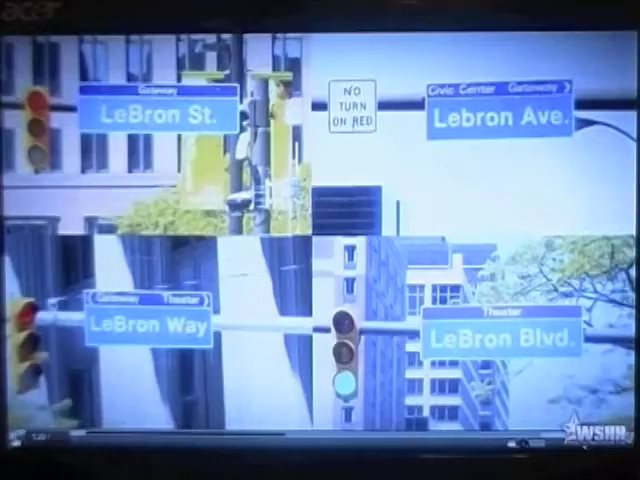 acer
Gateway
LeBron St.
NO
TURN
ON RED
Civic Center Gateway >
Lebron Ave.
< Gateway Theater >
LeBron Way
Theater
LeBron Blvd.
WSHH